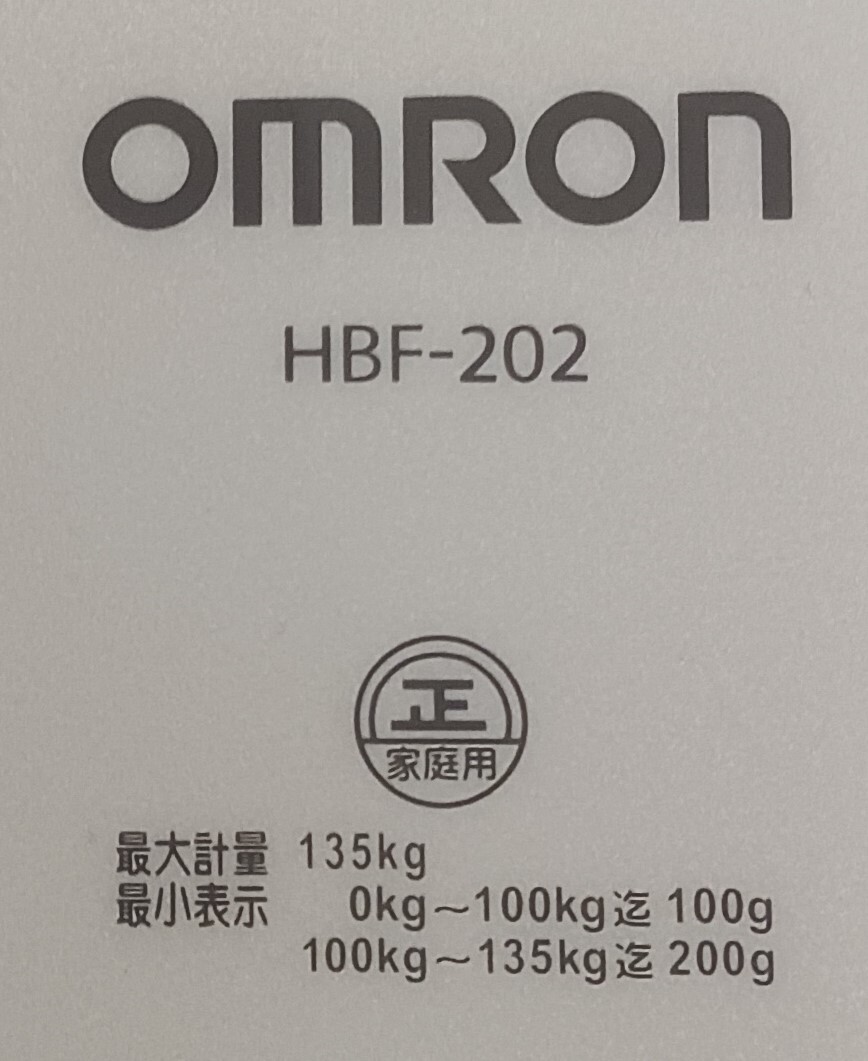 OMRON
HBF-202
正
家庭用
最大計量 135kg
最小表示 0kg～100kg迄 100g
100kg～135kg迄 200g